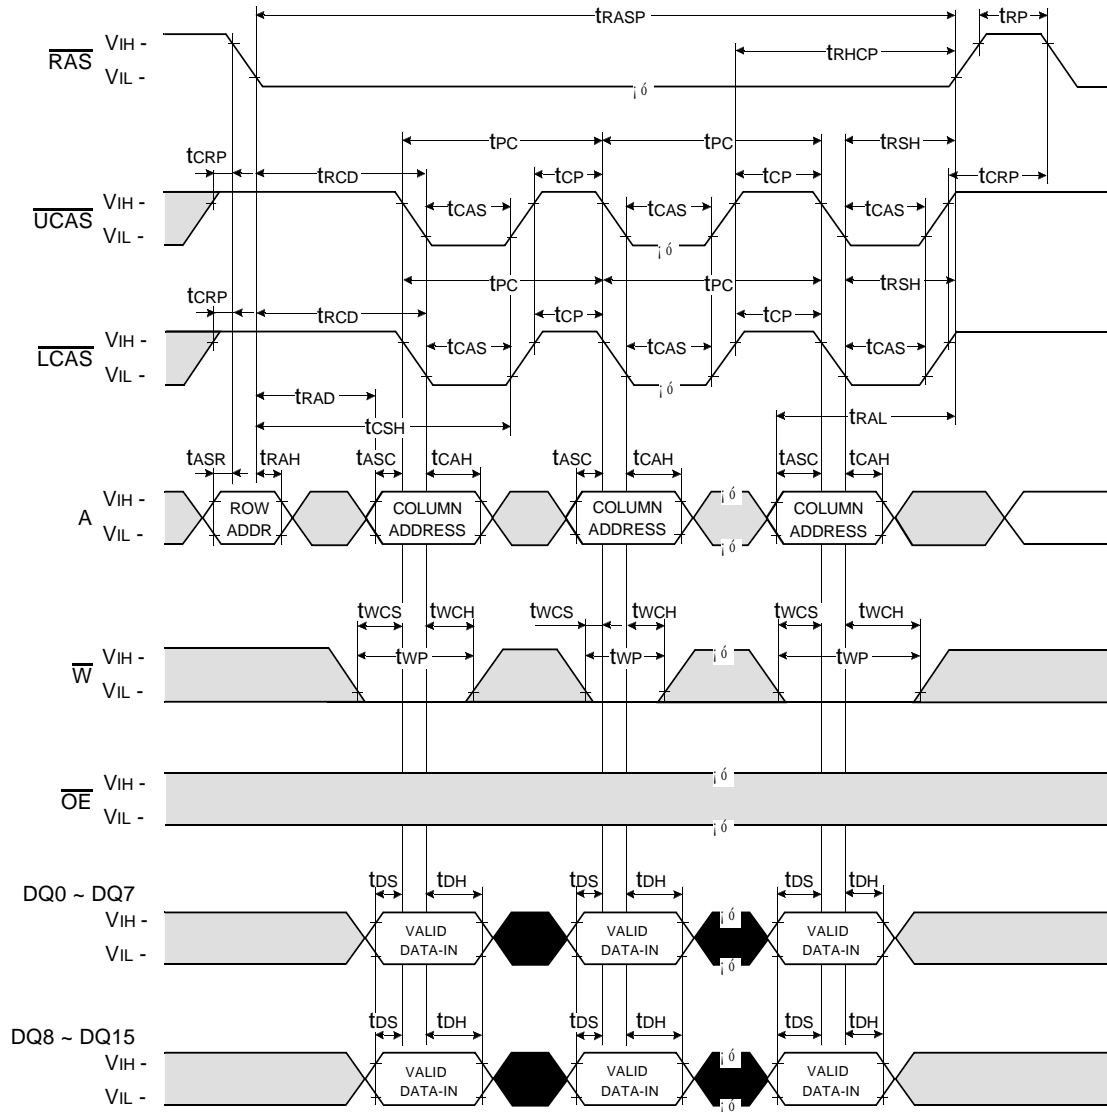 tRASP
tRP
VIH -
RAS
tRHCP
VIL -
¡ ó
tPC
tPC
tRSH
tCRP
tRCD
tCP
tCP
tCRP
VIH -
UCAS
tCAS
tCAS
tCAS
VIL -
¡ ó
tPC
tPC
tRSH
tCRP
tRCD
tCP
tCP
VIH -
LCAS
tCAS
tCAS
tCAS
VIL -
¡ ó
tRAD
tCSH
tRAL
tASR
tRAH
tASC
tCAH
tASC
tCAH
tASC
tCAH
VIH -
A
VIL -
ROW
ADDR
COLUMN
ADDRESS
COLUMN
ADDRESS
¡ ó
¡ ó
COLUMN
ADDRESS
tWCS
tWCH
tWCS
tWCH
tWCS
tWCH
VIH -
W
VIL -
tWP
tWP
¡ ó
tWP
VIH -
OE
VIL -
¡ ó
¡ ó
DQ0 ~ DQ7
tDS
tDH
tDS
tDH
tDS
tDH
VIH -
VIL -
VALID
DATA-IN
VALID
DATA-IN
¡ ó
¡ ó
VALID
DATA-IN
DQ8 ~ DQ15
tDS
tDH
tDS
tDH
tDS
tDH
VIH -
VIL -
VALID
DATA-IN
VALID
DATA-IN
¡ ó
¡ ó
VALID
DATA-IN